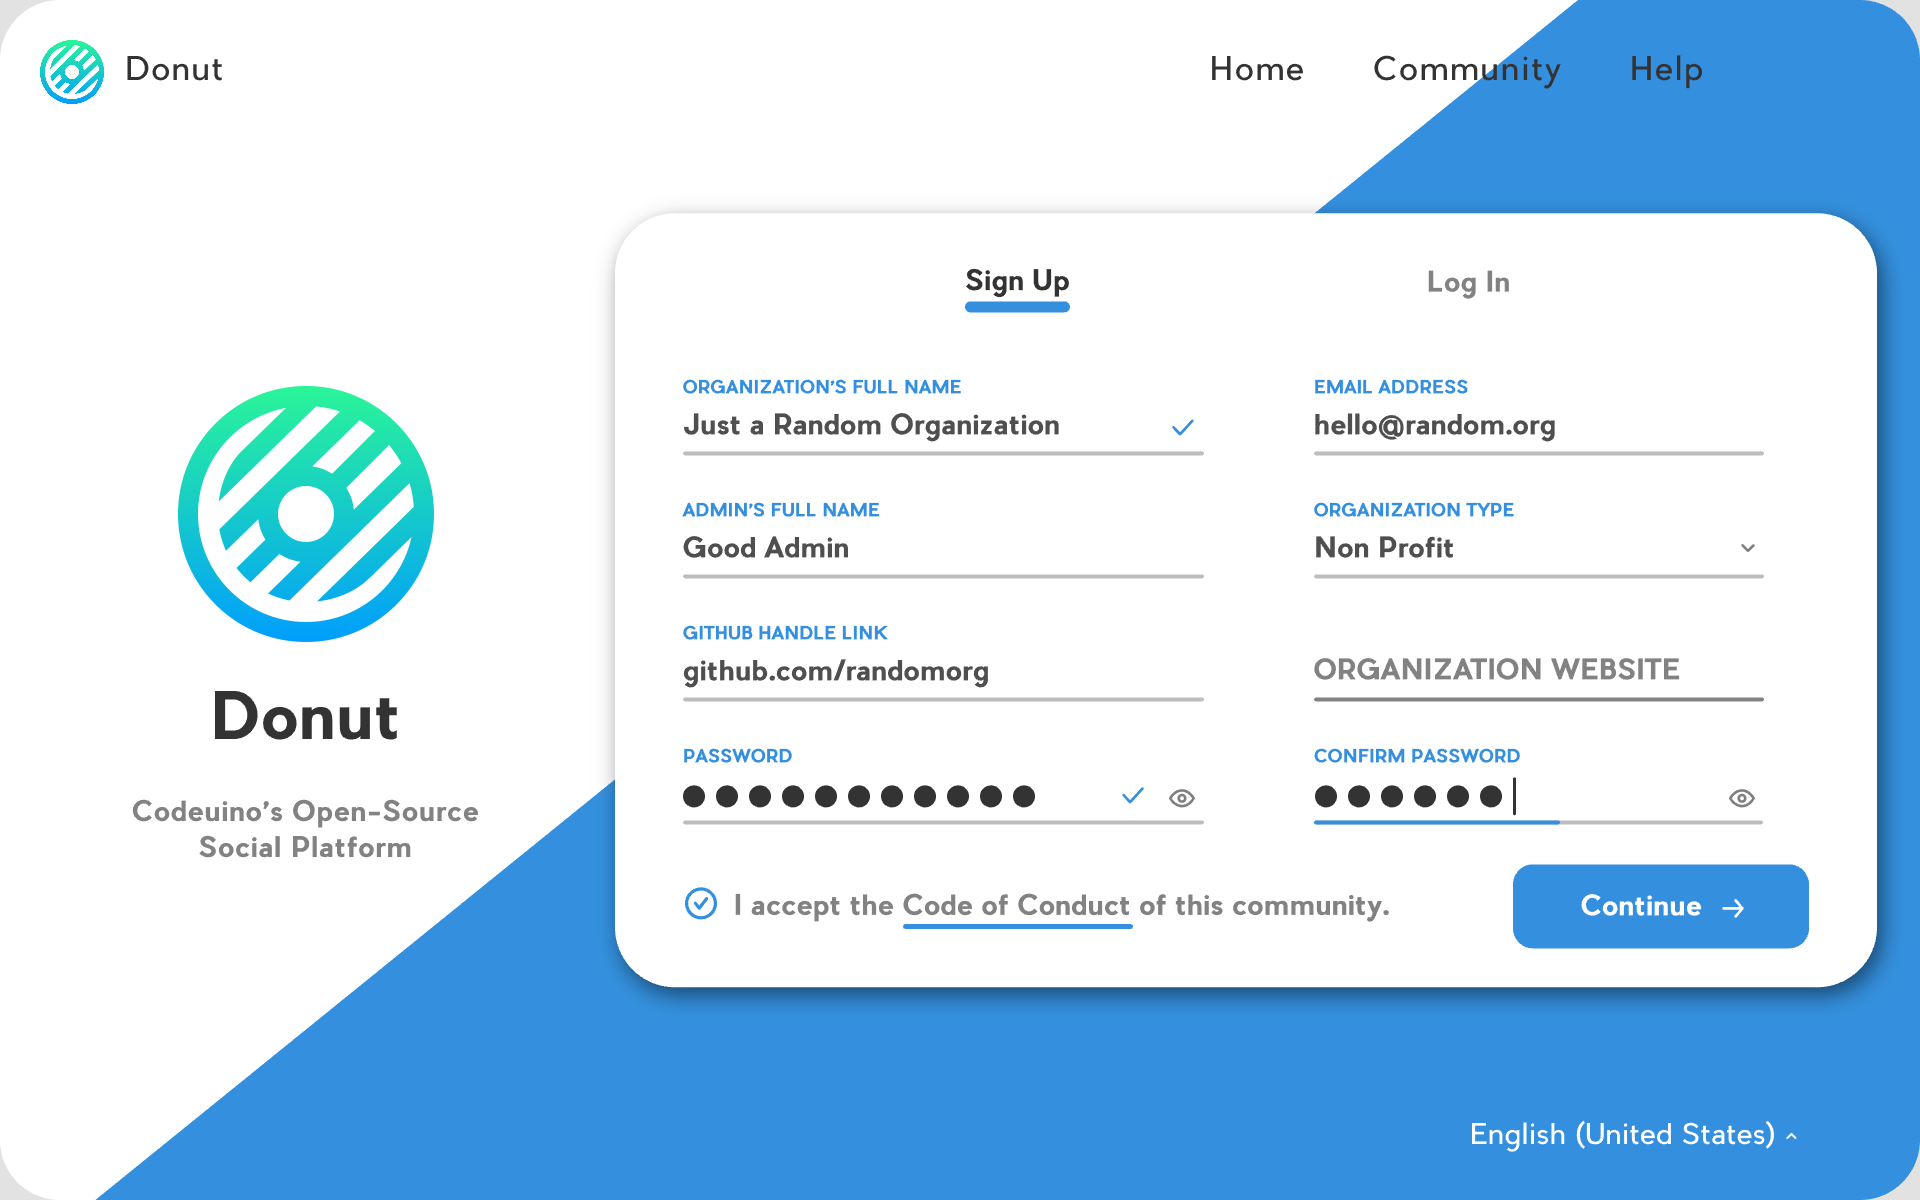 Donut
Home
Community
Help
Sign Up
Log In
ORGANIZATION'S FULL NAME
Just a Random Organization
EMAIL ADDRESS
hello@random.org
ADMIN'S FULL NAME
Good Admin
ORGANIZATION TYPE
Non Profit
GITHUB HANDLE LINK
github.com/randomorg
ORGANIZATION WEBSITE
PASSWORD
CONFIRM PASSWORD
I accept the Code of Conduct of this community.
Continue
Donut
Codeuino's Open-Source
Social Platform
English (United States)